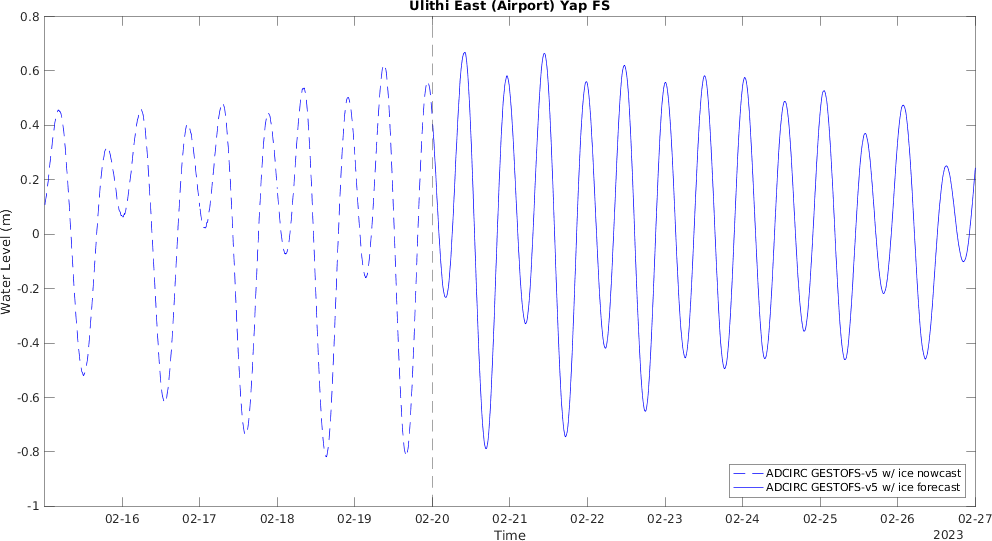 Ulithi East (Airport) Yap FS
0.8
0.6
0.4
0.2
0
-0.2
-0.4
-0.6
-0.8
-1
Water Level (m)
ADCIRC GESTOFS-v5 w/ ice nowcast
ADCIRC GESTOFS-v5 w/ ice forecast
02-16 02-17 02-18 02-19 02-20 02-21 02-22 02-23 02-24 02-25 02-26 02-27
Time
2023